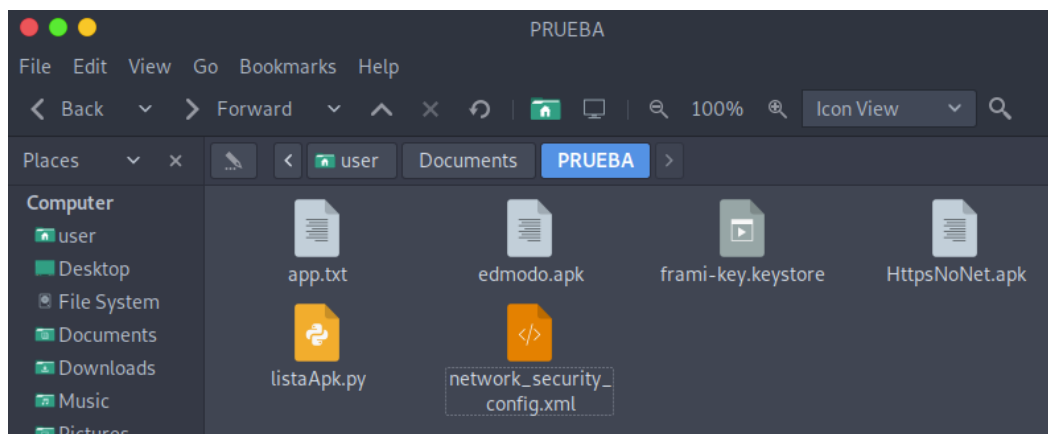 PRUEBA
File Edit View Go Bookmarks Help
Back Forward 100% Icon View
Places user Documents PRUEBA
Computer
user
Desktop
File System
Documents
Downloads
Music
Pictures
app.txt edmodo.apk frami-key.keystore HttpsNoNet.apk
listaApk.py network_security_
config.xml